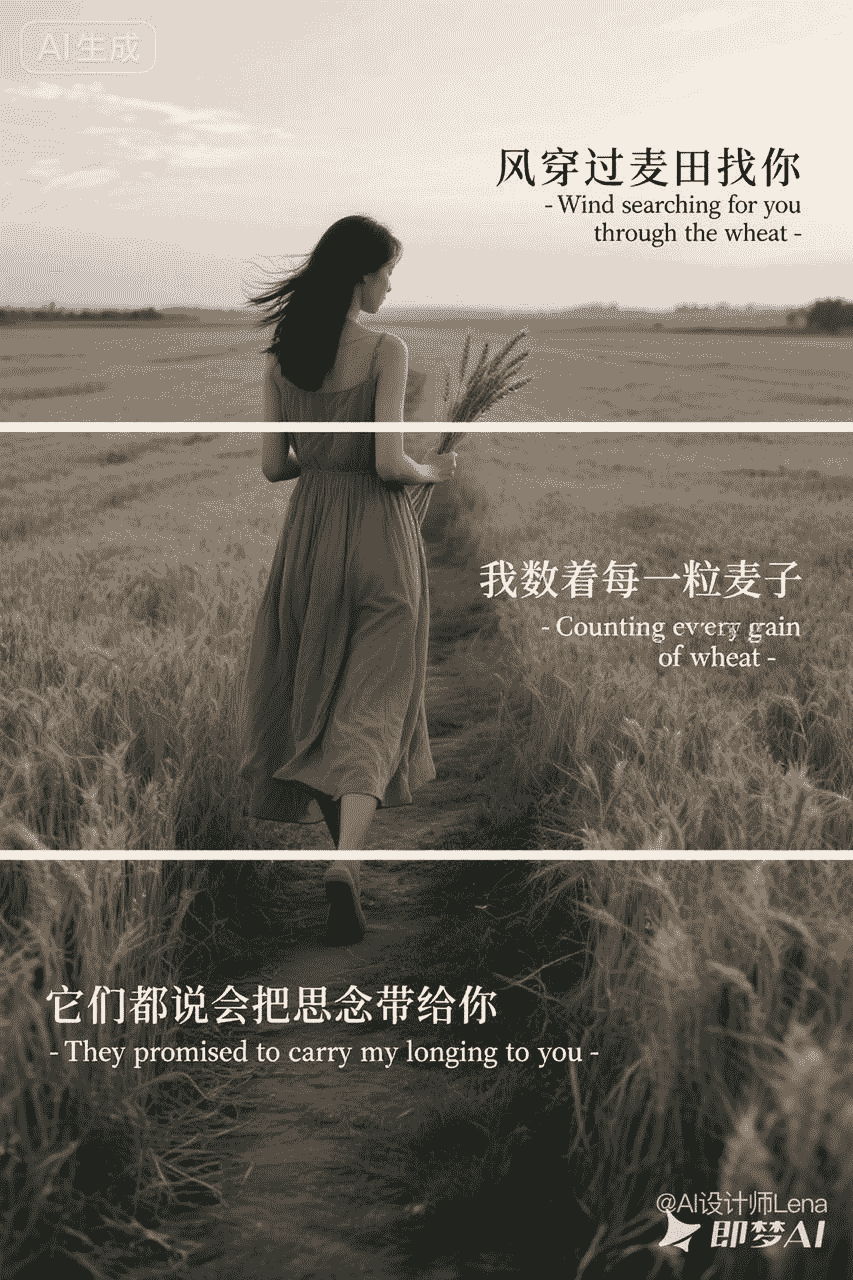 AI生成
风穿过麦田找你
- Wind searching for you
through the wheat -
我数着每一粒麦子
- Counting every gain
of wheat -
它们都说会把思念带给你
- They promised to carry my longing to you -
@AI设计师Lena
即梦AI